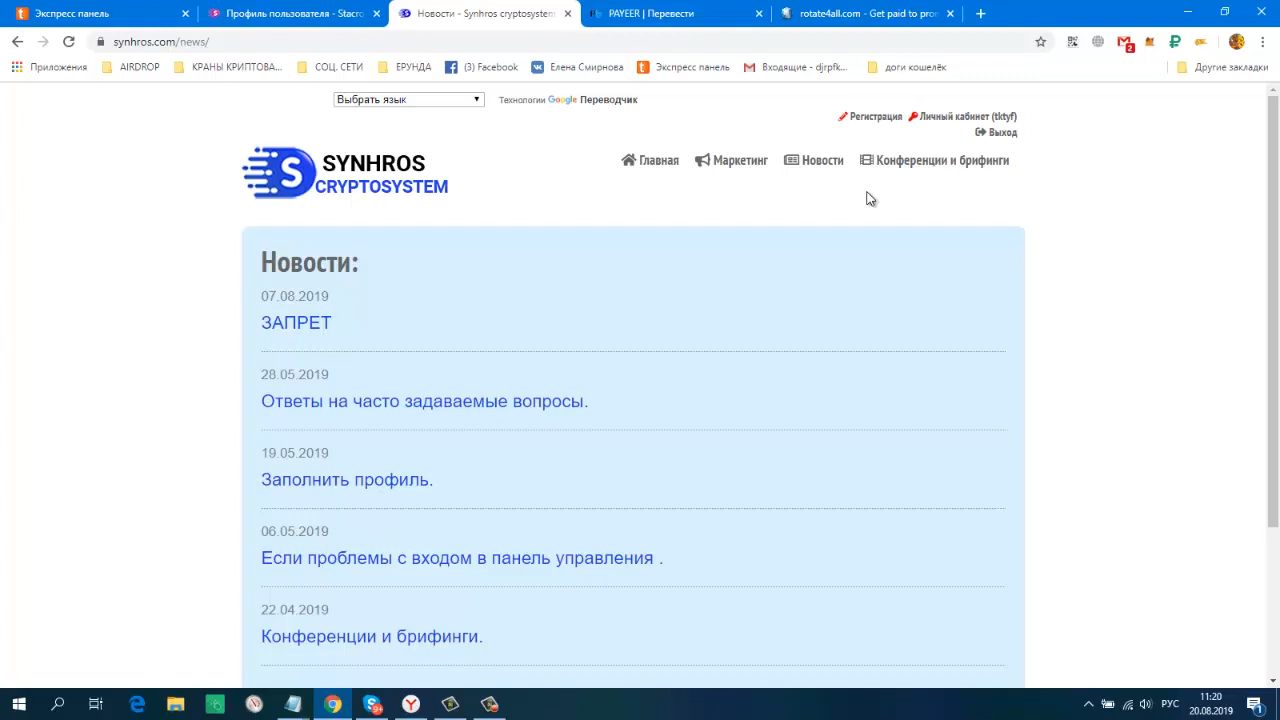 Экспресс панель
Профиль пользователя - Stacro
Новости - Synhros cryptosystem
PAYEER | Перевести
rotate4all.com - Get paid to pror
synhros.com/news/
2
Приложения
AIRDROP
КРАНЫ КРИПТОВА...
СОЦ. СЕТИ
ЕРУНДА
(3) Facebook
Елена Смирнова
Экспресс панель
Входящие - djrpfk...
доги кошелёк
Другие закладки
Выбрать язык
Технологии Google Переводчик
Регистрация
Личный кабинет (tktyf)
Выход
SYNHROS
CRYPTOSYSTEM
Главная
Маркетинг
Новости
Конференции и брифинги
Новости:
07.08.2019
ЗАПРЕТ
28.05.2019
Ответы на часто задаваемые вопросы.
19.05.2019
Заполнить профиль.
06.05.2019
Если проблемы с входом в панель управления .
22.04.2019
Конференции и брифинги.
РУС
11:20
20.08.2019